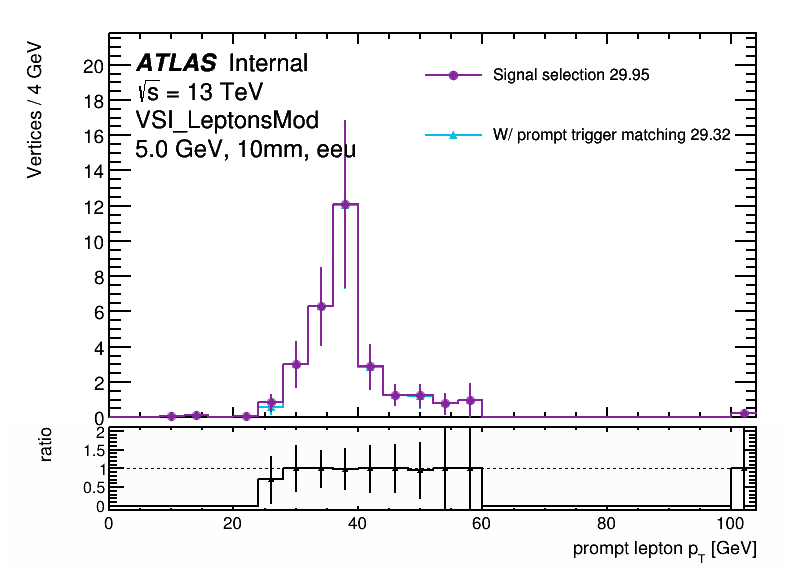 ATLAS Internal
√s = 13 TeV
VSI_LeptonsMod
5.0 GeV, 10mm, eeu
Signal selection 29.95
W/ prompt trigger matching 29.32
Vertices / 4 GeV
20
18
16
14
12
10
8
6
4
2
0
ratio
2
1.5
1
0.5
0
0 20 40 60 80 100
prompt lepton pT [GeV]